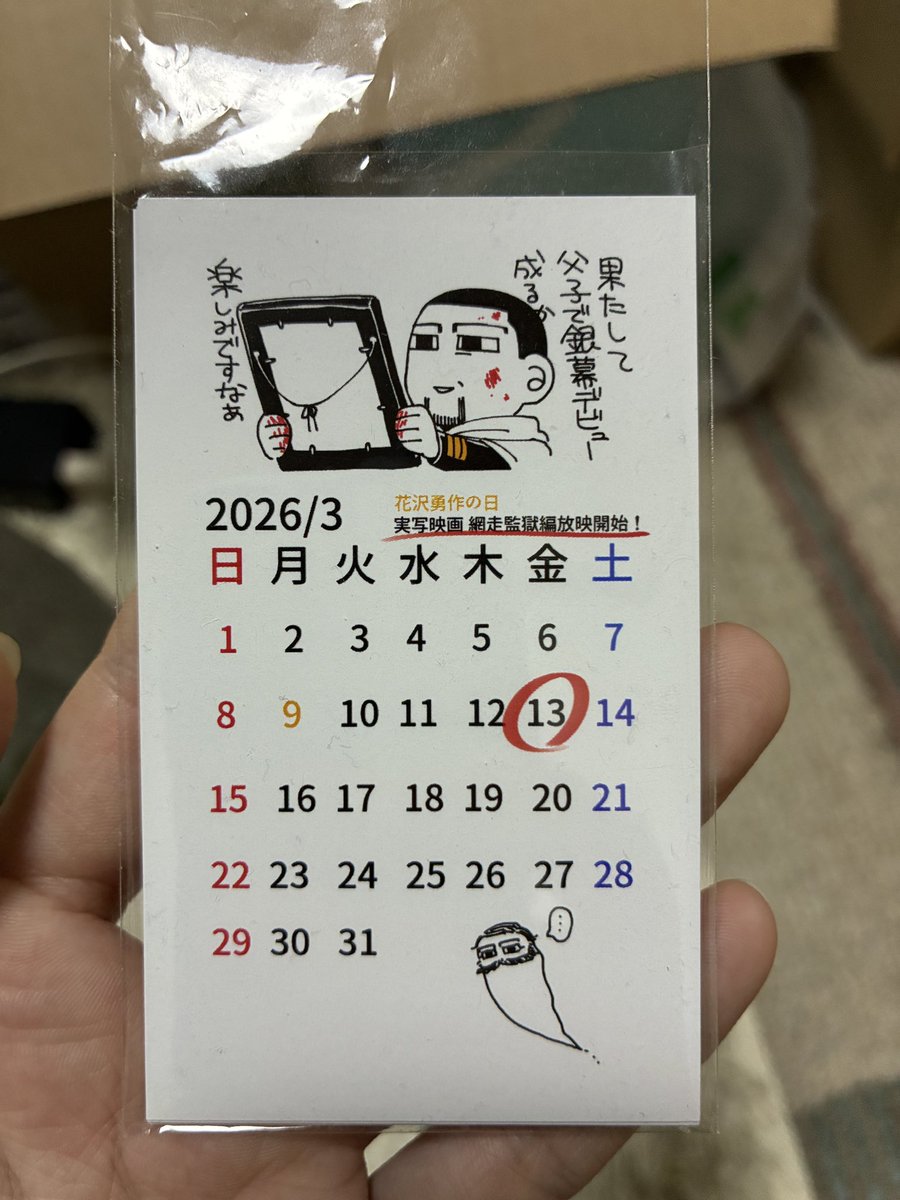 果たして
父子で銀幕デビュー
成るか
楽しみですなぁ
2026/3
花沢勇作の日
実写映画 網走監獄編放映開始！
日 月 火 水 木 金 土
1 2 3 4 5 6 7
8 9 10 11 12 13 14
15 16 17 18 19 20 21
22 23 24 25 26 27 28
29 30 31
…